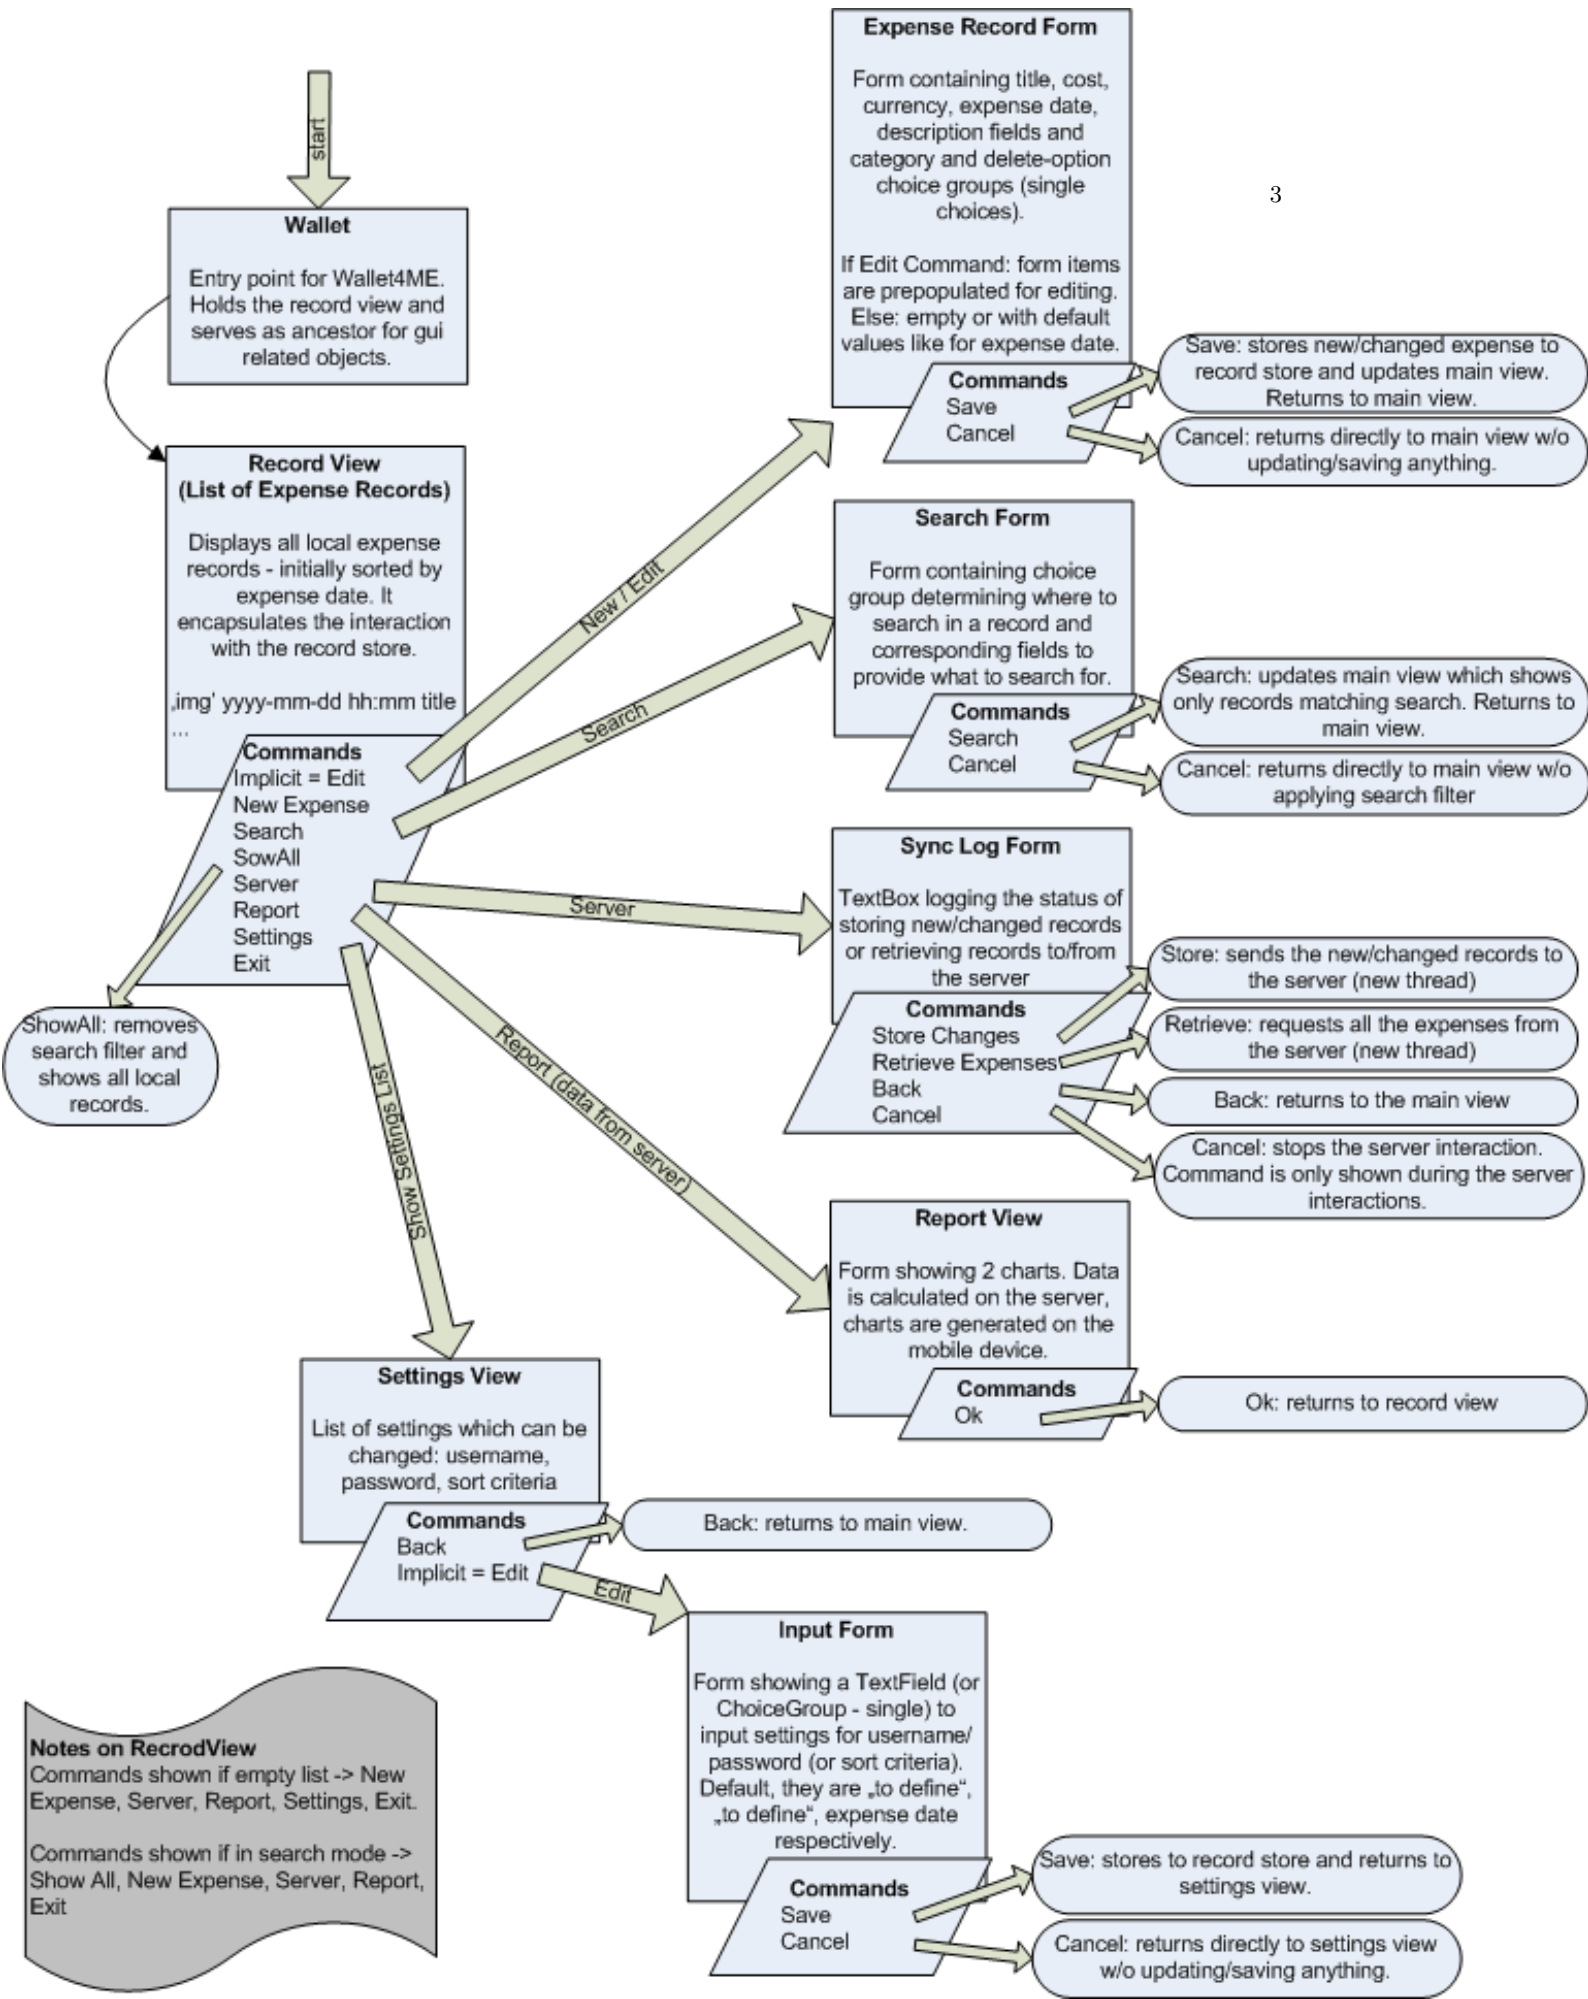 start
Wallet
Entry point for Wallet4ME.
Holds the record view and
serves as ancestor for gui
related objects.
Record View
(List of Expense Records)
Displays all local expense
records - initially sorted by
expense date. It
encapsulates the interaction
with the record store.
‚img' yyyy-mm-dd hh:mm title
...
Commands
Implicit = Edit
New Expense
Search
SowAll
Server
Report
Settings
Exit
ShowAll: removes
search filter and
shows all local
records.
New / Edit
Search
Server
Report (data from server)
Show Settings List
Expense Record Form
Form containing title, cost,
currency, expense date,
description fields and
category and delete-option
choice groups (single
choices).
If Edit Command: form items
are prepopulated for editing.
Else: empty or with default
values like for expense date.
Commands
Save
Cancel
Save: stores new/changed expense to
record store and updates main view.
Returns to main view.
Cancel: returns directly to main view w/o
updating/saving anything.
3
Search Form
Form containing choice
group determining where to
search in a record and
corresponding fields to
provide what to search for.
Commands
Search
Cancel
Search: updates main view which shows
only records matching search. Returns to
main view.
Cancel: returns directly to main view w/o
applying search filter
Sync Log Form
TextBox logging the status of
storing new/changed records
or retrieving records to/from
the server
Commands
Store Changes
Retrieve Expenses
Back
Cancel
Store: sends the new/changed records to
the server (new thread)
Retrieve: requests all the expenses from
the server (new thread)
Back: returns to the main view
Cancel: stops the server interaction.
Command is only shown during the server
interactions.
Report View
Form showing 2 charts. Data
is calculated on the server,
charts are generated on the
mobile device.
Commands
Ok
Ok: returns to record view
Settings View
List of settings which can be
changed: username,
password, sort criteria
Commands
Back
Implicit = Edit
Back: returns to main view.
Edit
Input Form
Form showing a TextField (or
ChoiceGroup - single) to
input settings for username/
password (or sort criteria).
Default, they are „to define“,
„to define“, expense date
respectively.
Commands
Save
Cancel
Save: stores to record store and returns to
settings view.
Cancel: returns directly to settings view
w/o updating/saving anything.
Notes on RecrodView
Commands shown if empty list -> New
Expense, Server, Report, Settings, Exit.
Commands shown if in search mode ->
Show All, New Expense, Server, Report,
Exit